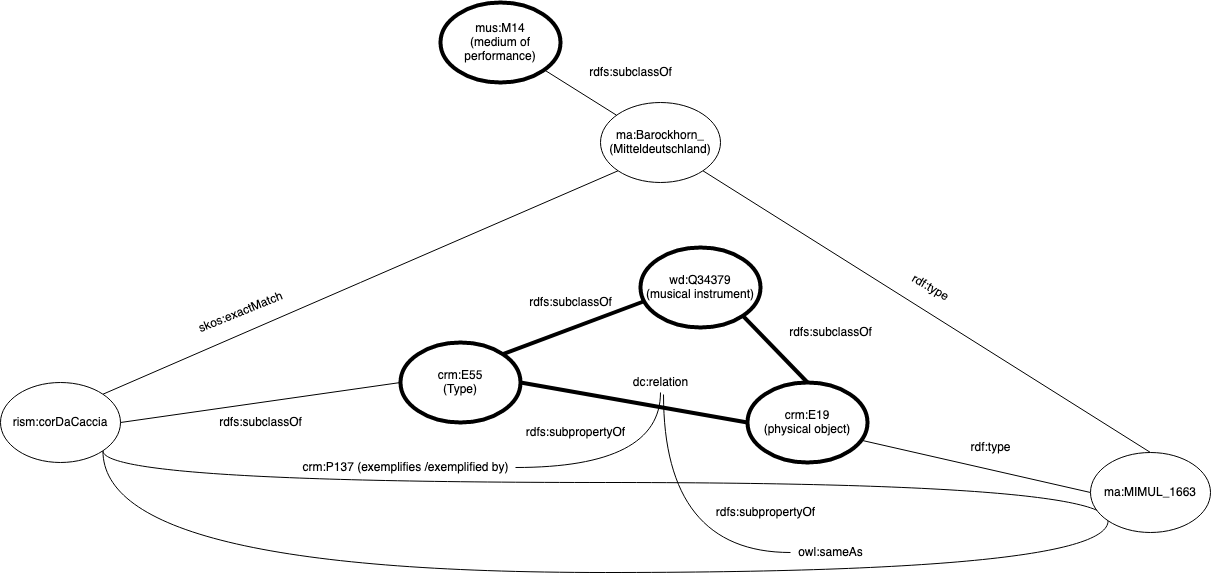 mus:M14
(medium of
performance)
rdfs:subclassOf
ma:Barockhorn_
(Mitteldeutschland)
wd:Q34379
(musical instrument)
rdf:type
skos:exactMatch
rdfs:subclassOf
rdfs:subclassOf
crm:E55
(Type)
dc:relation
rism:corDaCaccia
rdfs:subclassOf
crm:E19
(physical object)
rdfs:subpropertyOf
rdf:type
crm:P137 (exemplifies /exemplified by)
ma:MIMUL_1663
rdfs:subpropertyOf
owl:sameAs